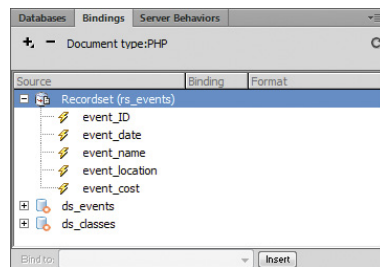 Databases Bindings Server Behaviors
Document type:PHP
Source Binding Format
Recordset (rs_events)
event_ID
event_date
event_name
event_location
event_cost
ds_events
ds_classes
Bind to: Insert